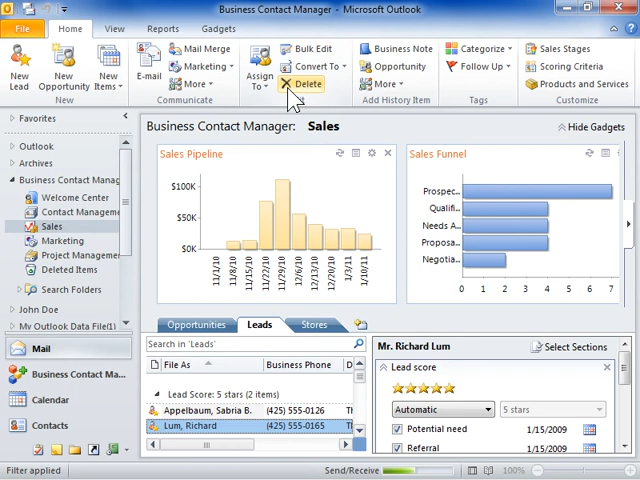 Business Contact Manager - Microsoft Outlook
File Home View Reports Gadgets
New Lead
New Opportunity
New Items
New
E-mail
Mail Merge
Marketing
More
Communicate
Assign To
Bulk Edit
Convert To
Delete
Business Note
Opportunity
More
Add History Item
Categorize
Follow Up
Tags
Sales Stages
Scoring Criteria
Products and Services
Customize
Favorites
Outlook
Archives
Business Contact Manag
Welcome Center
Contact Manageme
Sales
Marketing
Project Managemen
Deleted Items
Search Folders
John Doe
My Outlook Data File(1)
Mail
Business Contact Ma...
Calendar
Contacts
Business Contact Manager: Sales
Hide Gadgets
Sales Pipeline
$100K
$50K
$0K
11/1/10 11/8/10 11/15/10 11/22/10 11/29/10 12/6/10 12/13/10 12/20/10 1/3/11 1/10/11
Sales Funnel
Prospec...
Qualifi...
Needs A...
Proposa...
Negotia...
0 1 2 3 4 5 6 7
Opportunities Leads Stores
Search in 'Leads'
File As Business Phone D
Lead Score: 5 stars (2 items)
Appelbaum, Sabria B. (425) 555-0126 Th
Lum, Richard (425) 555-0165 Th
Mr. Richard Lum
Select Sections
Lead score
Automatic 5 stars
Potential need 1/15/2009
Referral 1/15/2009
Filter applied
Send/Receive
100%